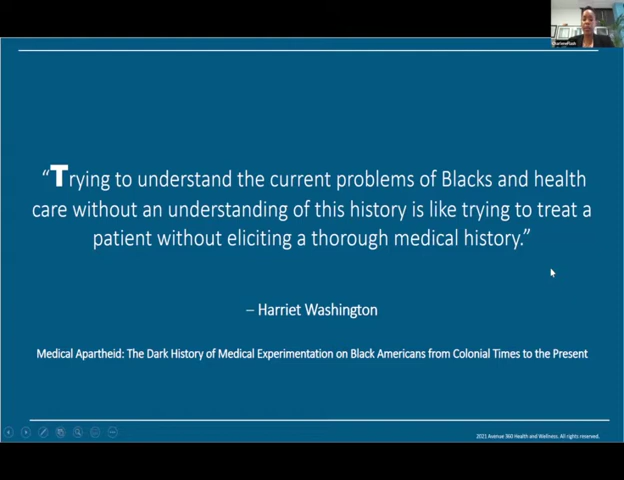 CharleneFlash
“Trying to understand the current problems of Blacks and health
care without an understanding of this history is like trying to treat a
patient without eliciting a thorough medical history.”
– Harriet Washington
Medical Apartheid: The Dark History of Medical Experimentation on Black Americans from Colonial Times to the Present
2021 Avenue 360 Health and Wellness. All rights reserved.